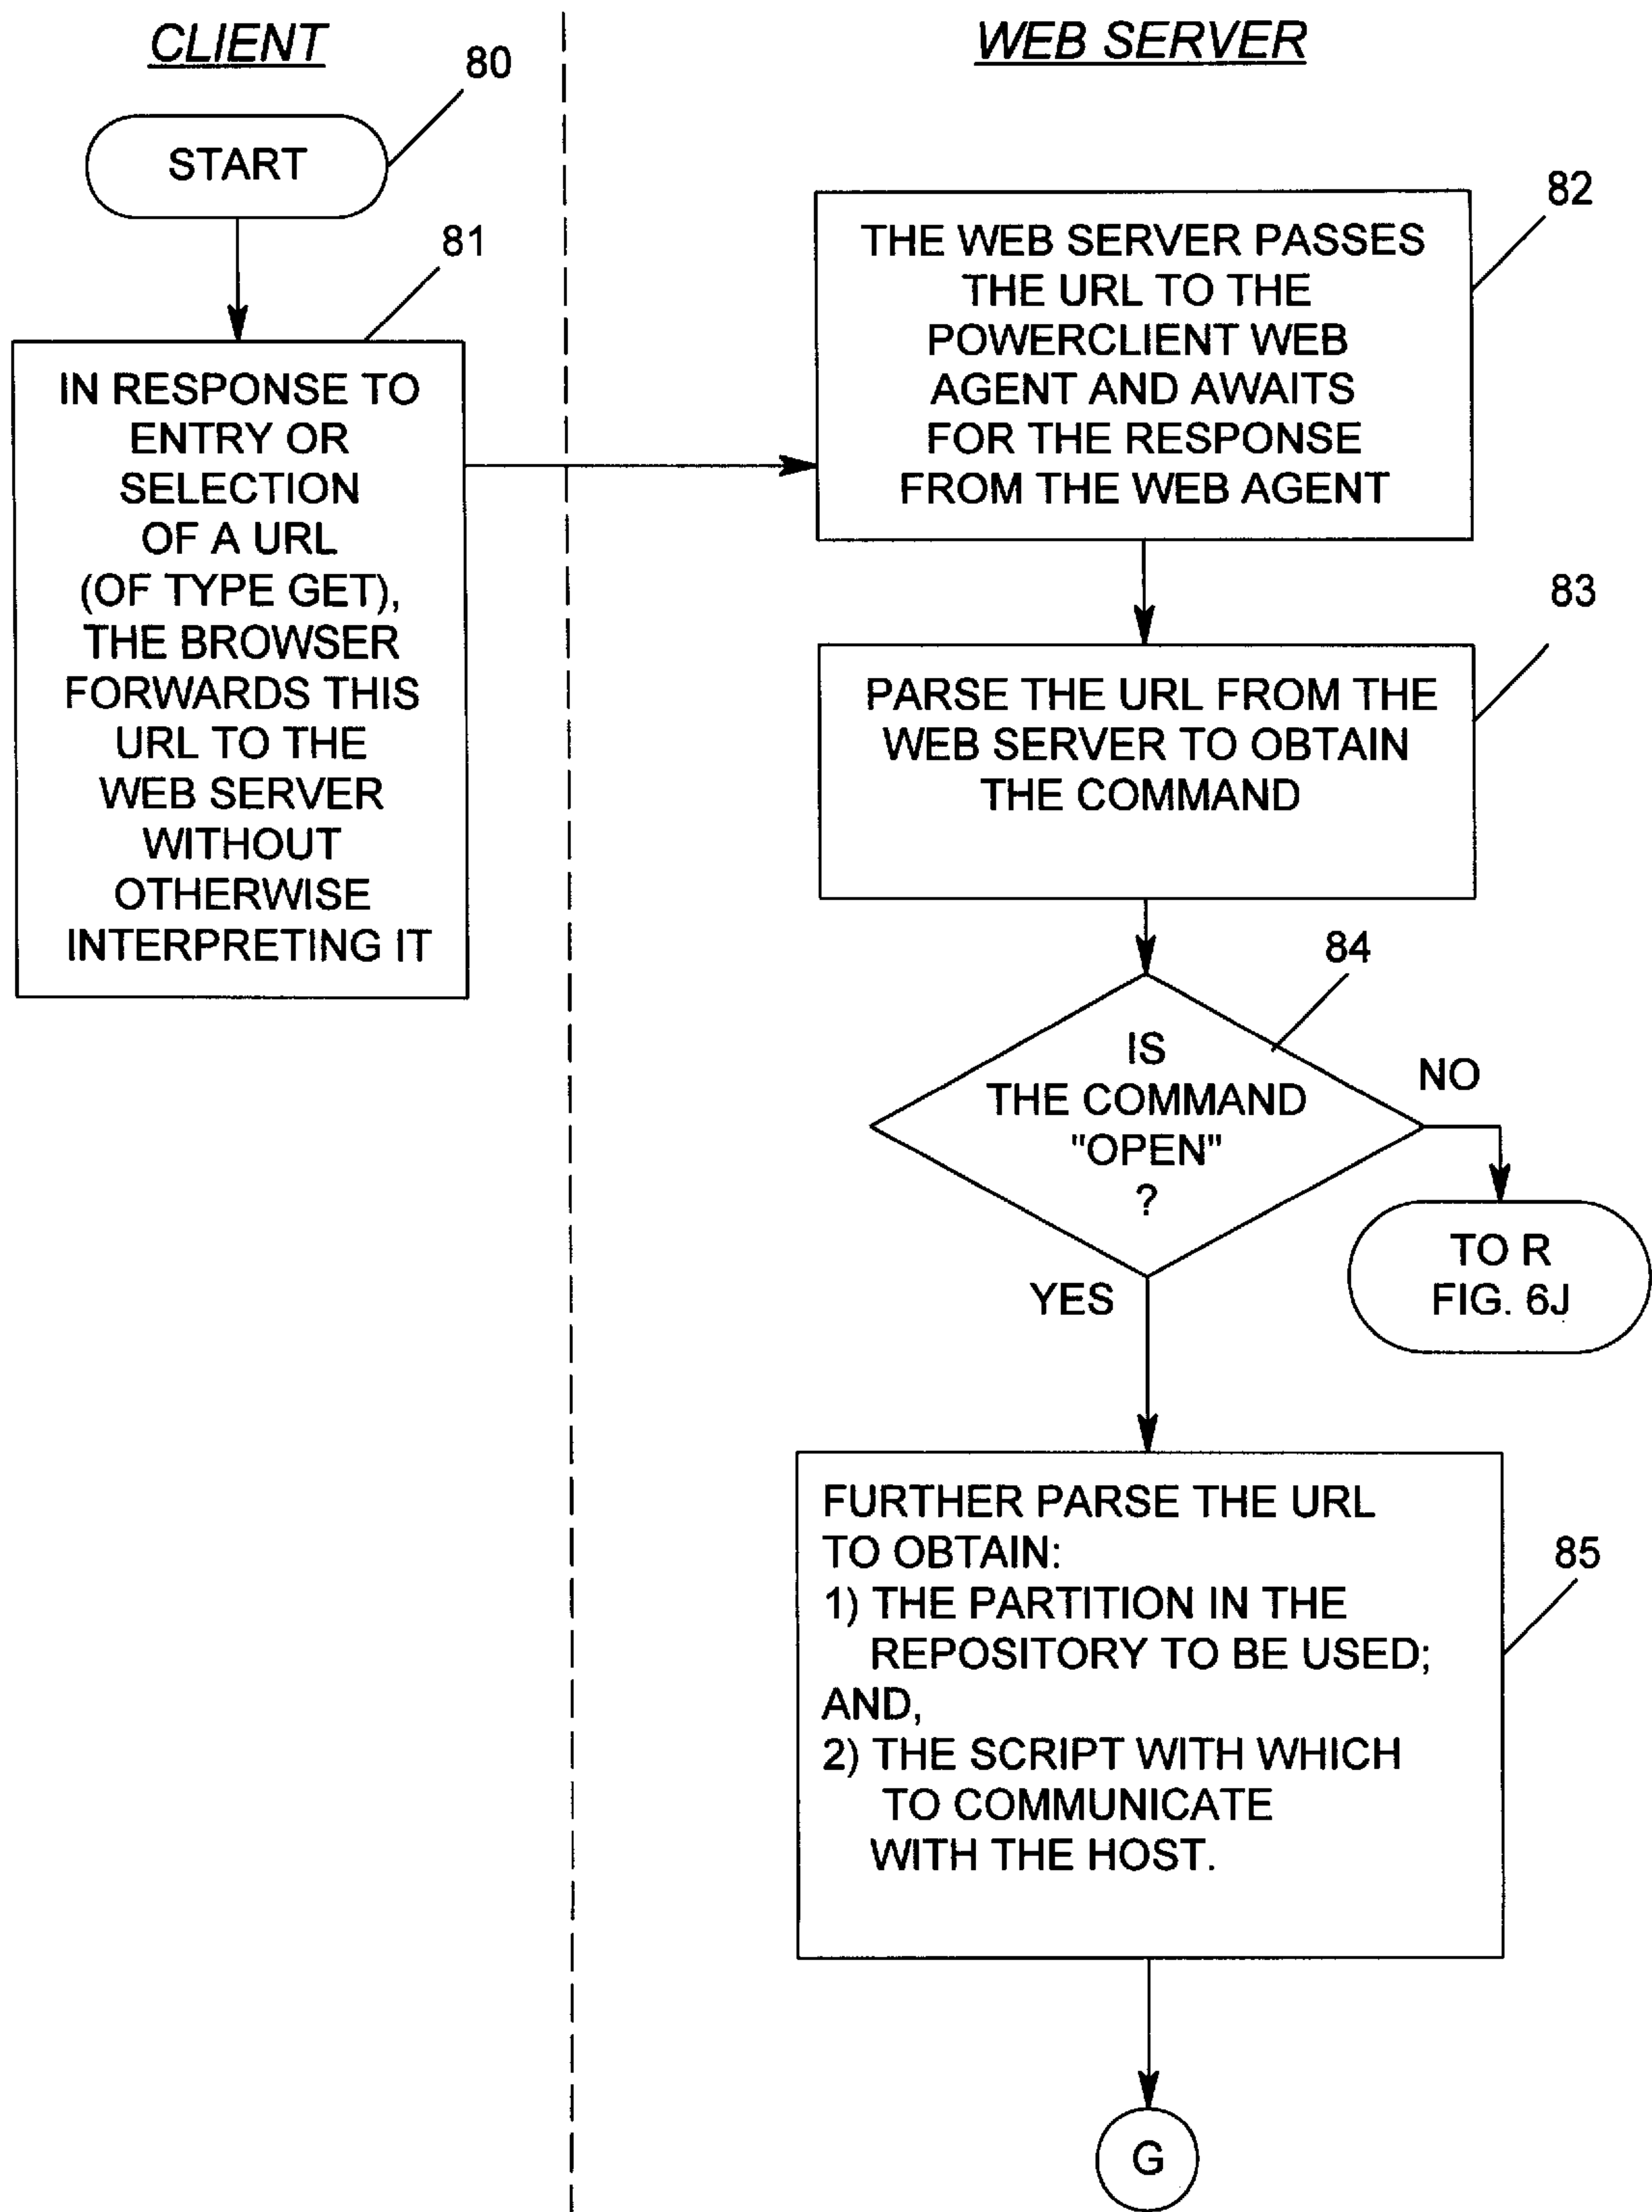 CLIENT
80
START
81
IN RESPONSE TO
ENTRY OR
SELECTION
OF A URL
(OF TYPE GET),
THE BROWSER
FORWARDS THIS
URL TO THE
WEB SERVER
WITHOUT
OTHERWISE
INTERPRETING IT
WEB SERVER
82
THE WEB SERVER PASSES
THE URL TO THE
POWERCLIENT WEB
AGENT AND AWAITS
FOR THE RESPONSE
FROM THE WEB AGENT
83
PARSE THE URL FROM THE
WEB SERVER TO OBTAIN
THE COMMAND
84
IS
THE COMMAND
"OPEN"
?
NO
TO R
FIG. 6J
YES
85
FURTHER PARSE THE URL
TO OBTAIN:
1) THE PARTITION IN THE
REPOSITORY TO BE USED;
AND,
2) THE SCRIPT WITH WHICH
TO COMMUNICATE
WITH THE HOST.
G